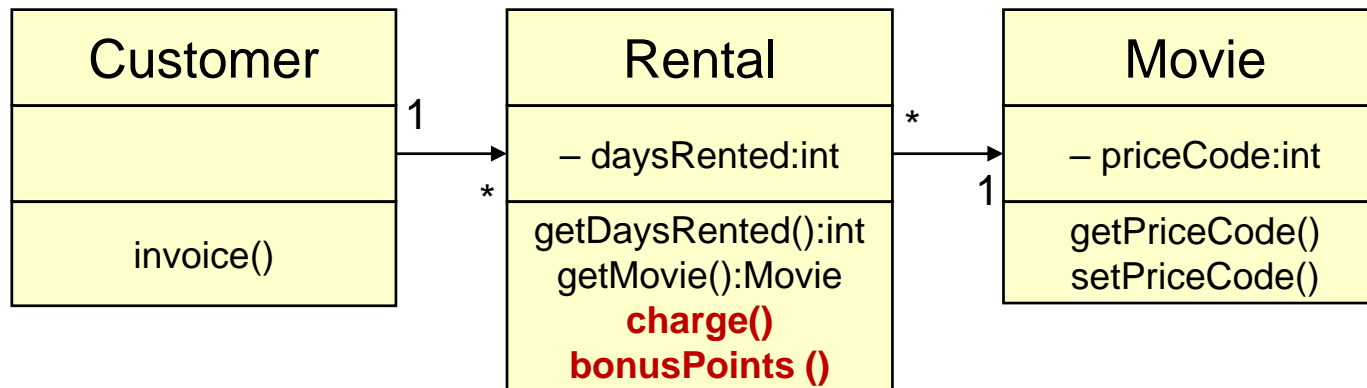 Customer
invoice()
1
*
Rental
– daysRented:int
getDaysRented():int
getMovie():Movie
charge()
bonusPoints ()
*
1
Movie
– priceCode:int
getPriceCode()
setPriceCode()